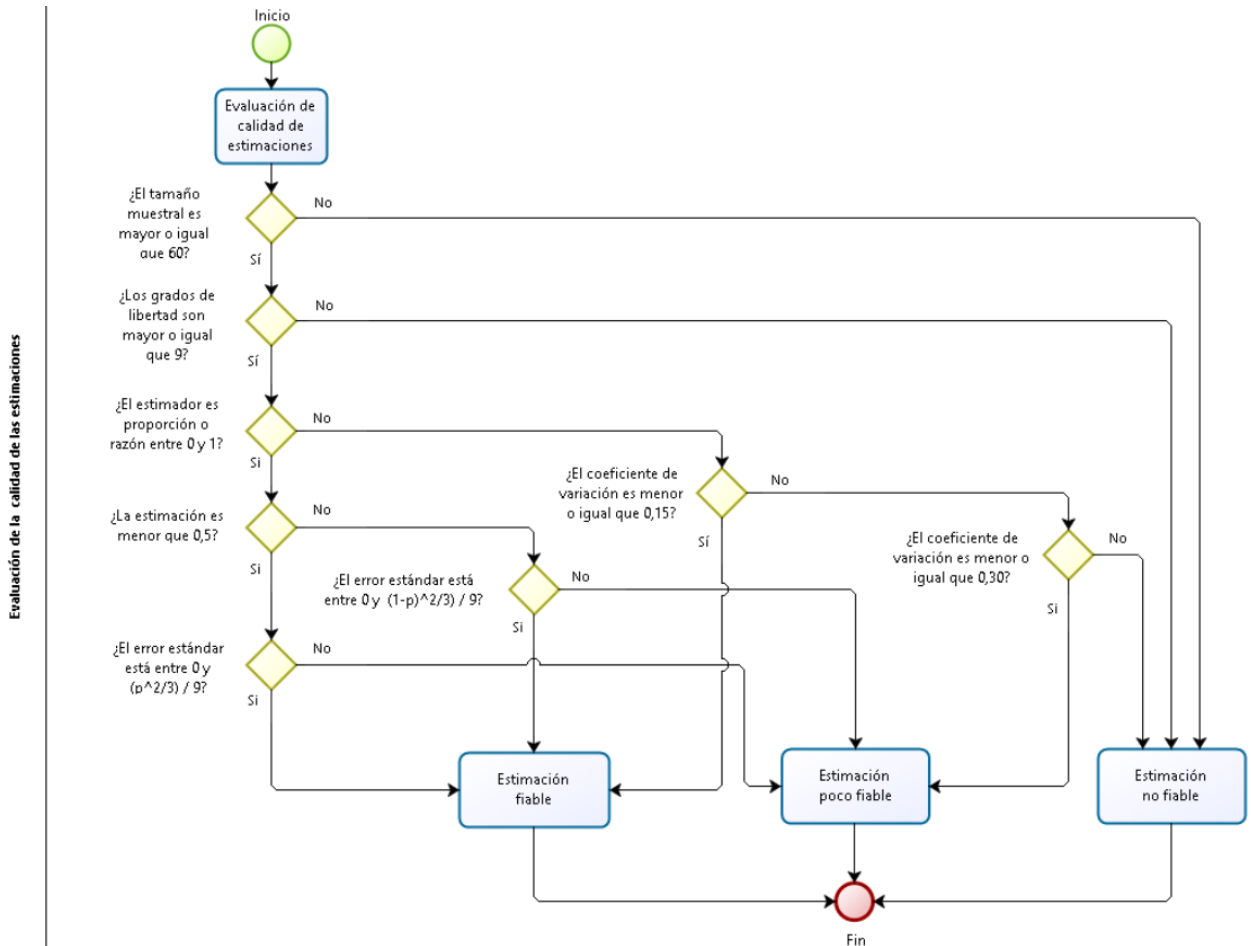 Evaluación de la calidad de las estimaciones
Inicio
Evaluación de
calidad de
estimaciones
¿El tamaño
muestral es
mayor o igual
que 60?
No
Sí
¿Los grados de
libertad son
mayor o igual
que 9?
No
Sí
¿El estimador es
proporción o
razón entre 0 y 1?
No
Si
¿El coeficiente de
variación es menor
o igual que 0,15?
No
Sí
¿La estimación es
menor que 0,5?
No
Si
¿El coeficiente de
variación es menor o
igual que 0,30?
No
Si
¿El error estándar está
entre 0 y (1-p)^2/3) / 9?
No
Si
¿El error estándar
está entre 0 y
(p^2/3) / 9?
No
Si
Estimación
fiable
Estimación
poco fiable
Estimación
no fiable
Fin